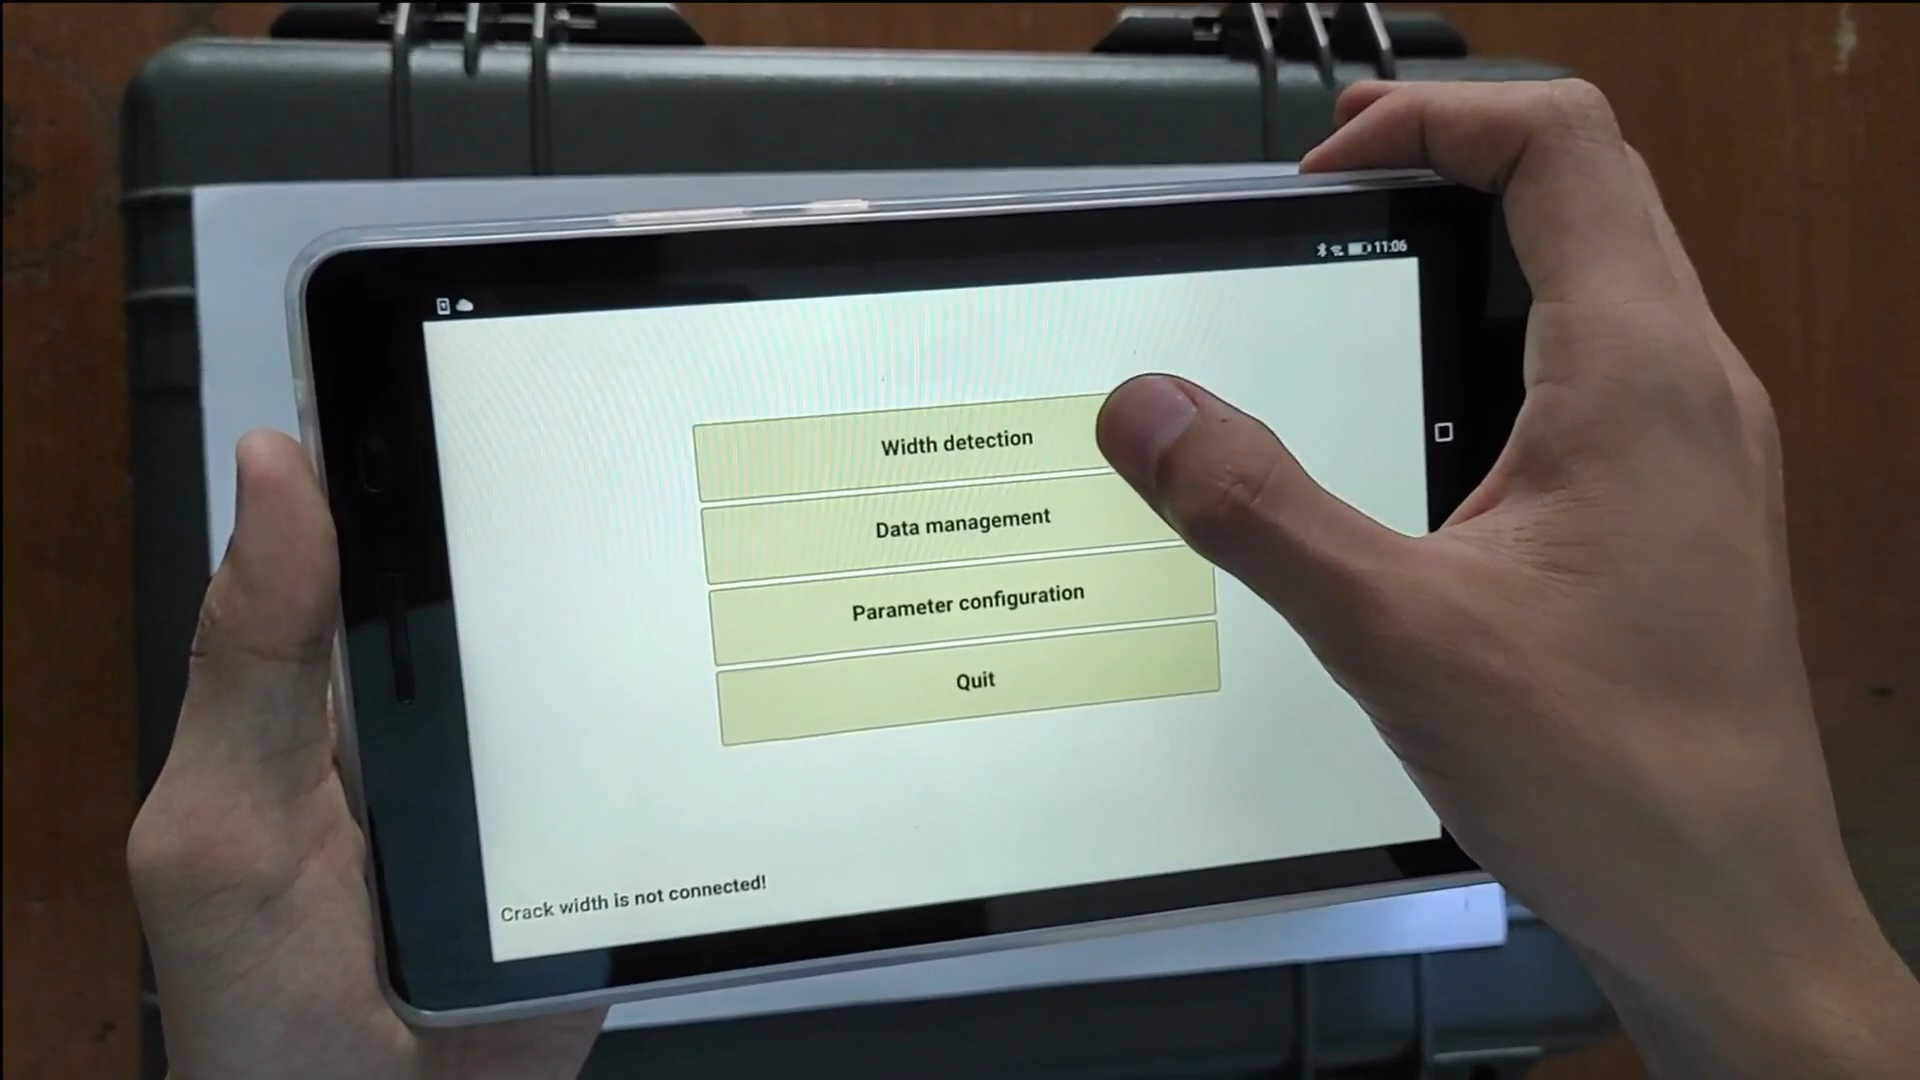 11:06
Width detection
Data management
Parameter configuration
Quit
Crack width is not connected!